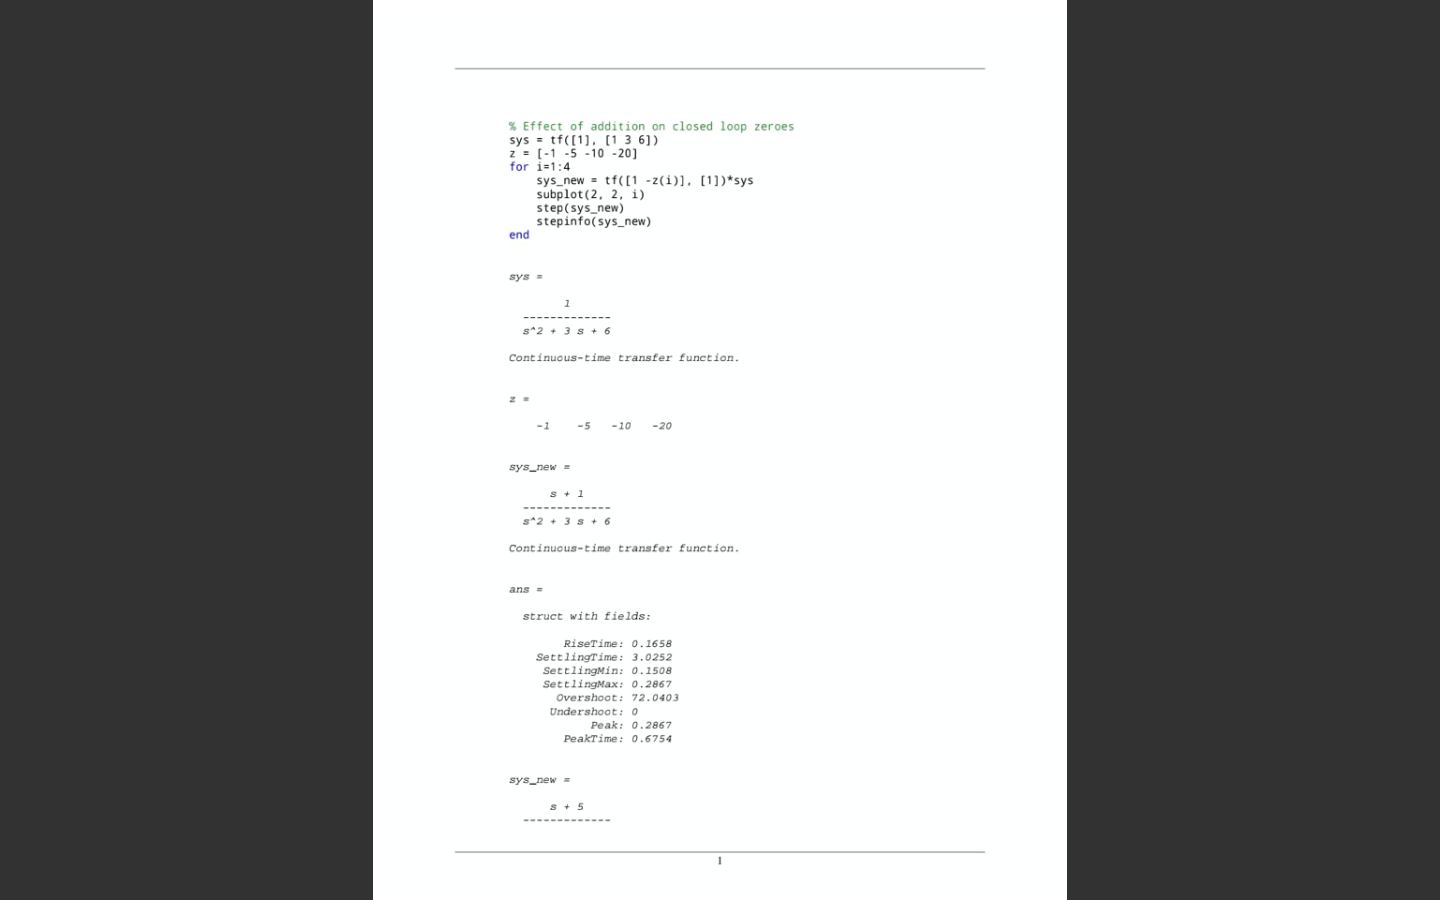 % Effect of addition on closed loop zeroes
sys = tf([1], [1 3 6])
z = [-1 -5 -10 -20]
for i=1:4
    sys_new = tf([1 -z(i)], [1])*sys
    subplot(2, 2, i)
    step(sys_new)
    stepinfo(sys_new)
end
sys =
1
-------------
s^2 + 3 s + 6
Continuous-time transfer function.
z =
-1 -5 -10 -20
sys_new =
s + 1
-------------
s^2 + 3 s + 6
Continuous-time transfer function.
ans =
struct with fields:
RiseTime: 0.1658
SettlingTime: 3.0252
SettlingMin: 0.1508
SettlingMax: 0.2867
Overshoot: 72.0403
Undershoot: 0
Peak: 0.2867
PeakTime: 0.6754
sys_new =
s + 5
-------------
1